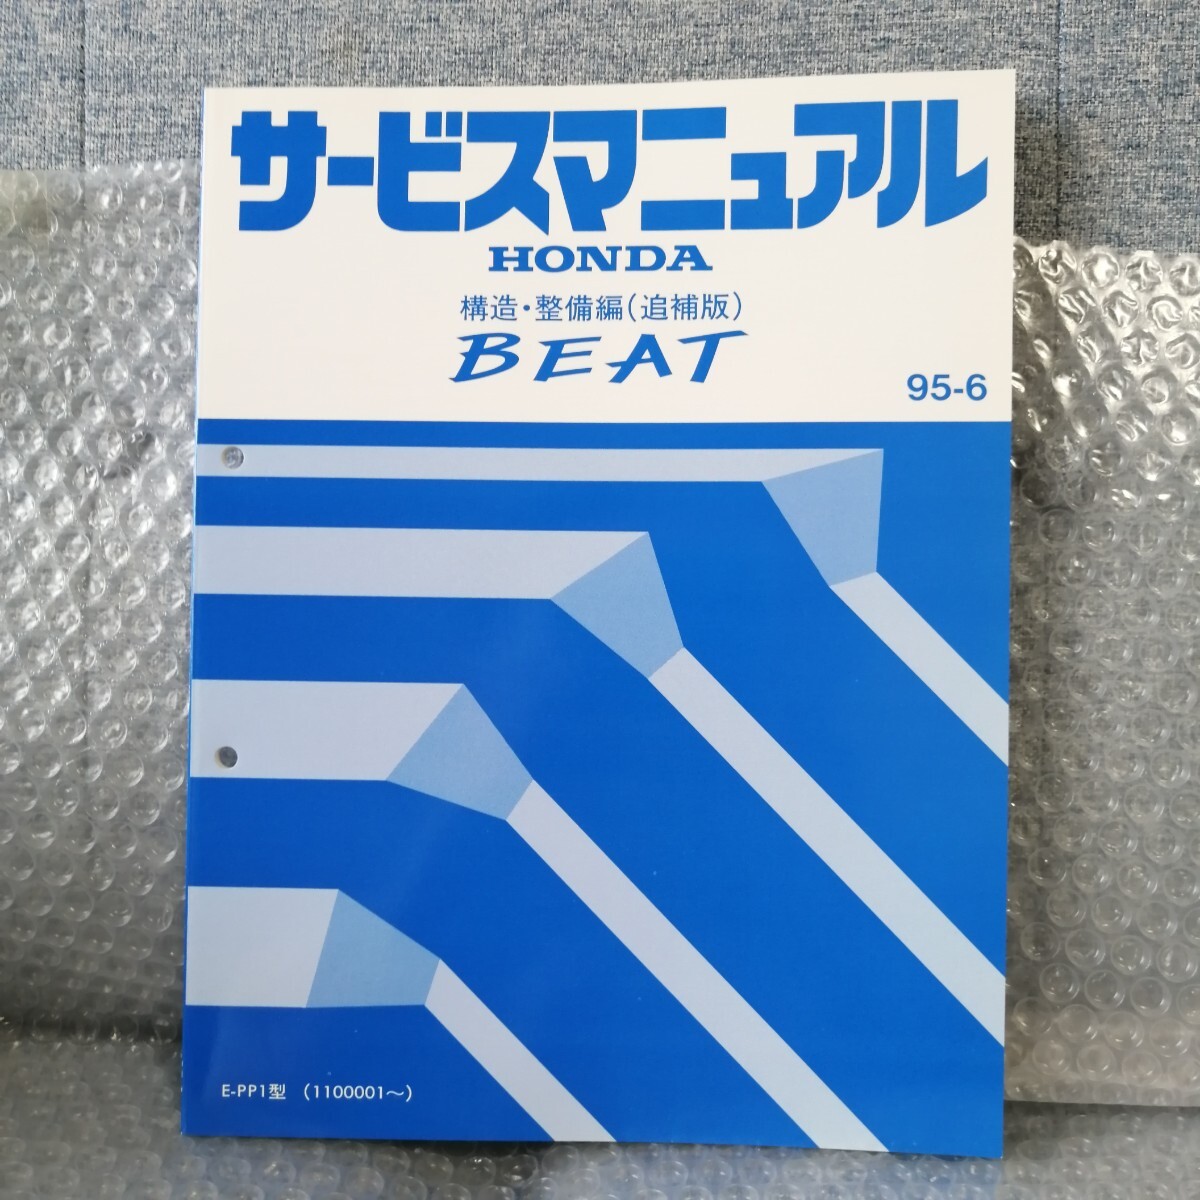 サービスマニュアル
HONDA
構造・整備編（追補版）
BEAT
95-6
E-PP1型 （1100001〜）